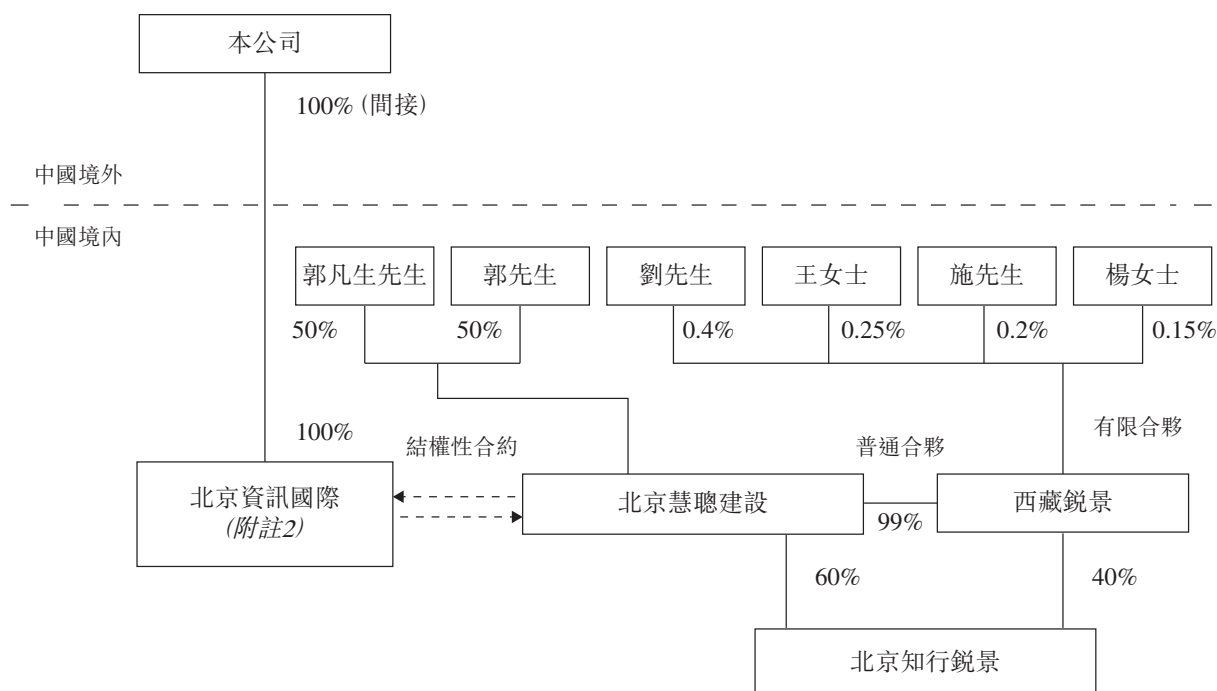 本公司
100% (間接)
中國境外
中國境內
郭凡生先生
郭先生
劉先生
王女士
施先生
楊女士
50%
50%
0.4%
0.25%
0.2%
0.15%
100%
結權性合約
普通合夥
有限合夥
北京資訊國際
(附註2)
北京慧聰建設
99%
西藏銳景
60%
40%
北京知行銳景